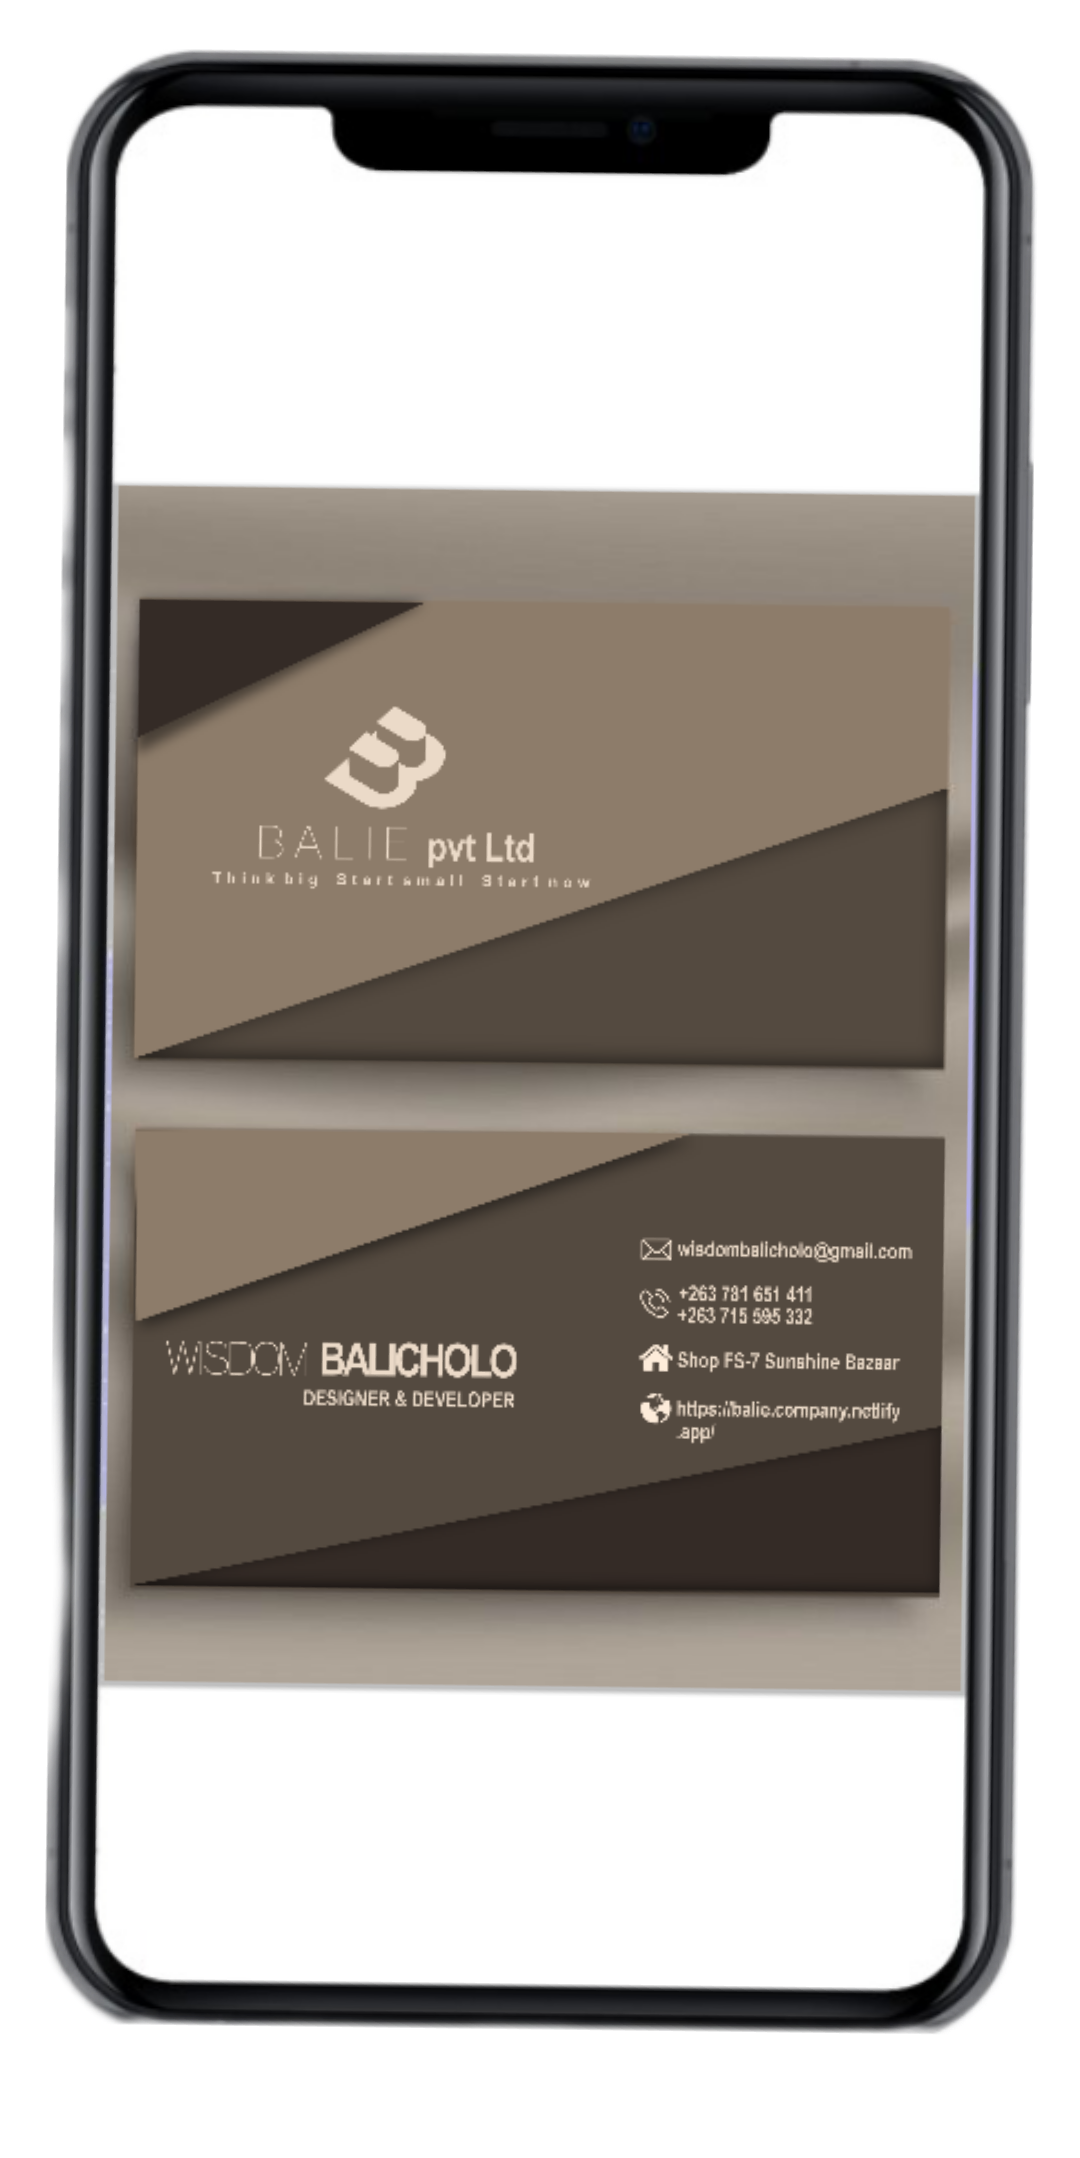 BALIE pvt Ltd
Think big Start small Start now
wisdombalicholo@gmail.com
+263 781 651 411
+263 715 595 332
WISDOM BALICHOLO
DESIGNER & DEVELOPER
Shop FS-7 Sunshine Bazaar
https://balie.company.netlify
.app/